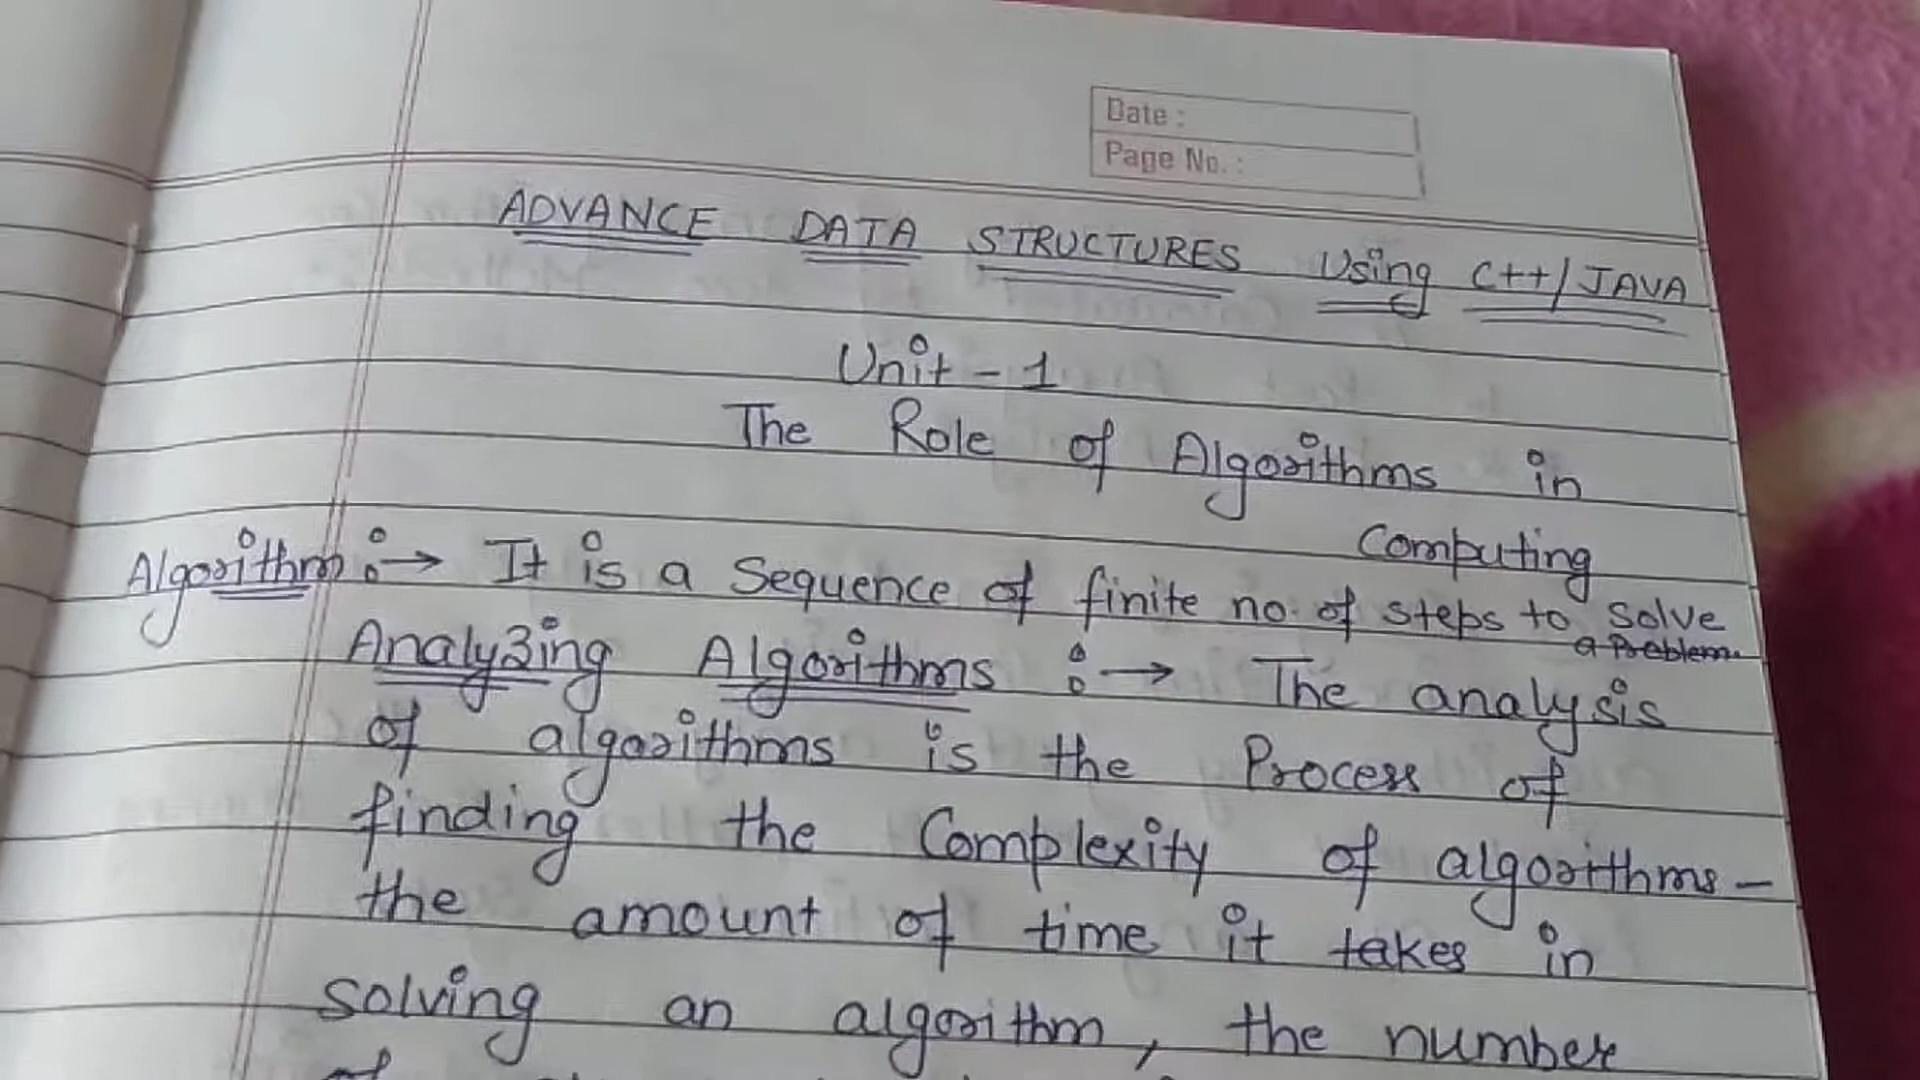 Date :
Page No. :
ADVANCE DATA STRUCTURES Using C++/JAVA
Unit - 1
The Role of Algorithms in
Computing
Algorithm :→ It is a Sequence of finite no. of steps to solve
a Problem.
Analyzing Algorithms :→ The analysis
of algorithms is the Process of
finding the Complexity of algorithms -
the amount of time it takes in
solving an algorithm, the number
of